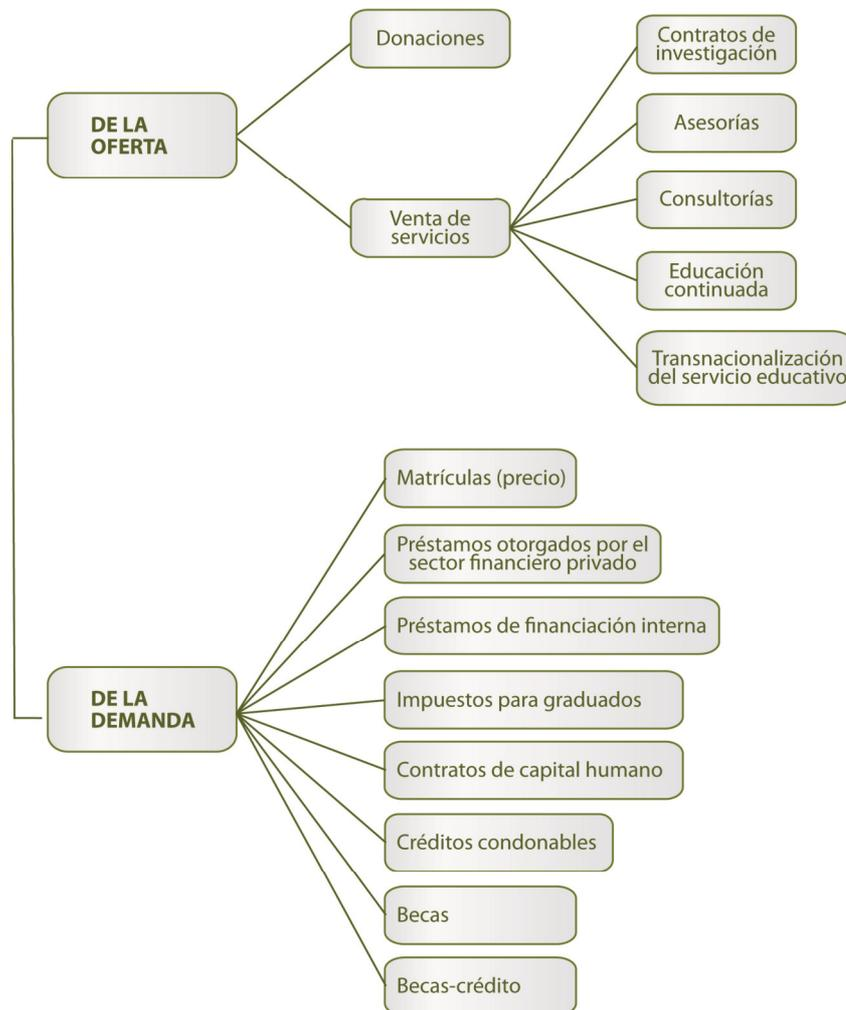 DE LA
OFERTA
Donaciones
Venta de
servicios
Contratos de
investigación
Asesorías
Consultorías
Educación
continuada
Transnacionalización
del servicio educativo
DE LA
DEMANDA
Matrículas (precio)
Préstamos otorgados por el
sector financiero privado
Préstamos de financiación interna
Impuestos para graduados
Contratos de capital humano
Créditos condonables
Becas
Becas-crédito